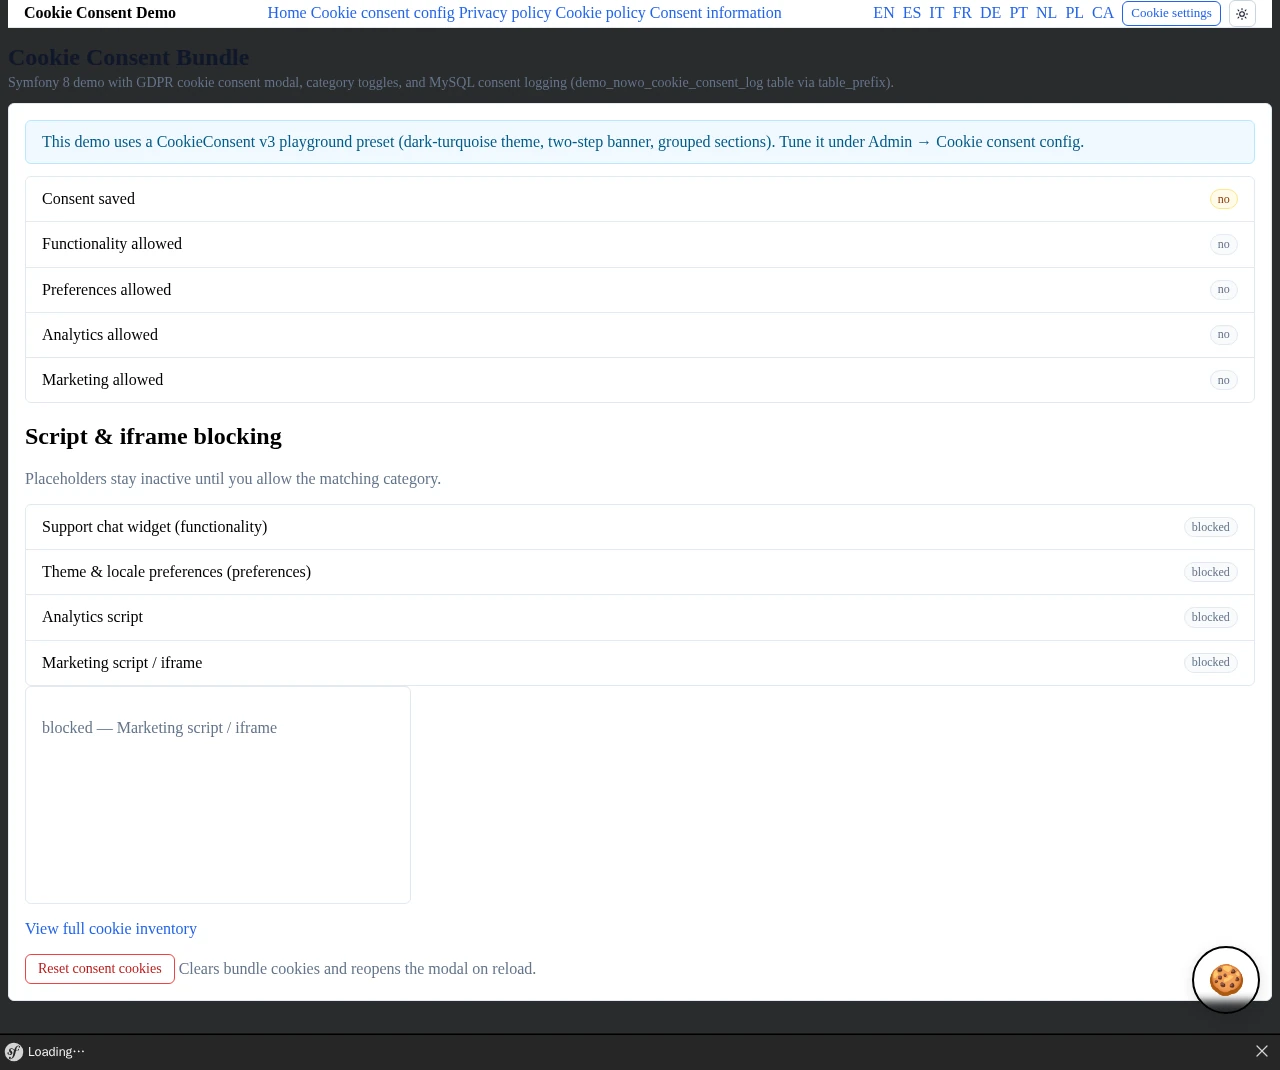 Cookie Consent Demo
Home Cookie consent config Privacy policy Cookie policy Consent information
EN ES IT FR DE PT NL PL CA
Cookie settings
Cookie Consent Bundle
Symfony 8 demo with GDPR cookie consent modal, category toggles, and MySQL consent logging (demo_nowo_cookie_consent_log table via table_prefix).
This demo uses a CookieConsent v3 playground preset (dark-turquoise theme, two-step banner, grouped sections). Tune it under Admin → Cookie consent config.
Consent saved no
Functionality allowed no
Preferences allowed no
Analytics allowed no
Marketing allowed no
Script & iframe blocking
Placeholders stay inactive until you allow the matching category.
Support chat widget (functionality) blocked
Theme & locale preferences (preferences) blocked
Analytics script blocked
Marketing script / iframe blocked
blocked — Marketing script / iframe
View full cookie inventory
Reset consent cookies Clears bundle cookies and reopens the modal on reload.
sf Loading···